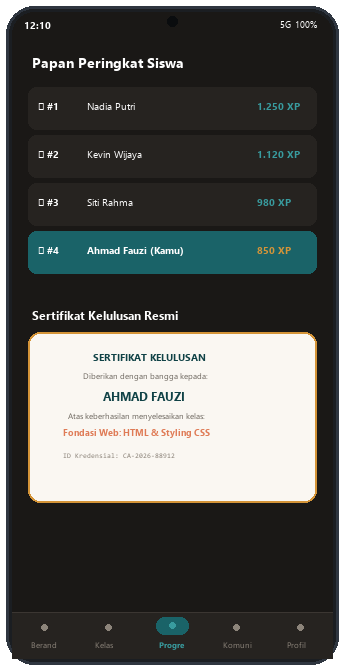 12:10 5G 100%
Papan Peringkat Siswa
#1 Nadia Putri 1.250 XP
#2 Kevin Wijaya 1.120 XP
#3 Siti Rahma 980 XP
#4 Ahmad Fauzi (Kamu) 850 XP
Sertifikat Kelulusan Resmi
SERTIFIKAT KELULUSAN
Diberikan dengan bangga kepada:
AHMAD FAUZI
Atas keberhasilan menyelesaikan kelas:
Fondasi Web: HTML & Styling CSS
ID Kredensial: CA-2026-88912
Berand Kelas Progre Komuni Profil